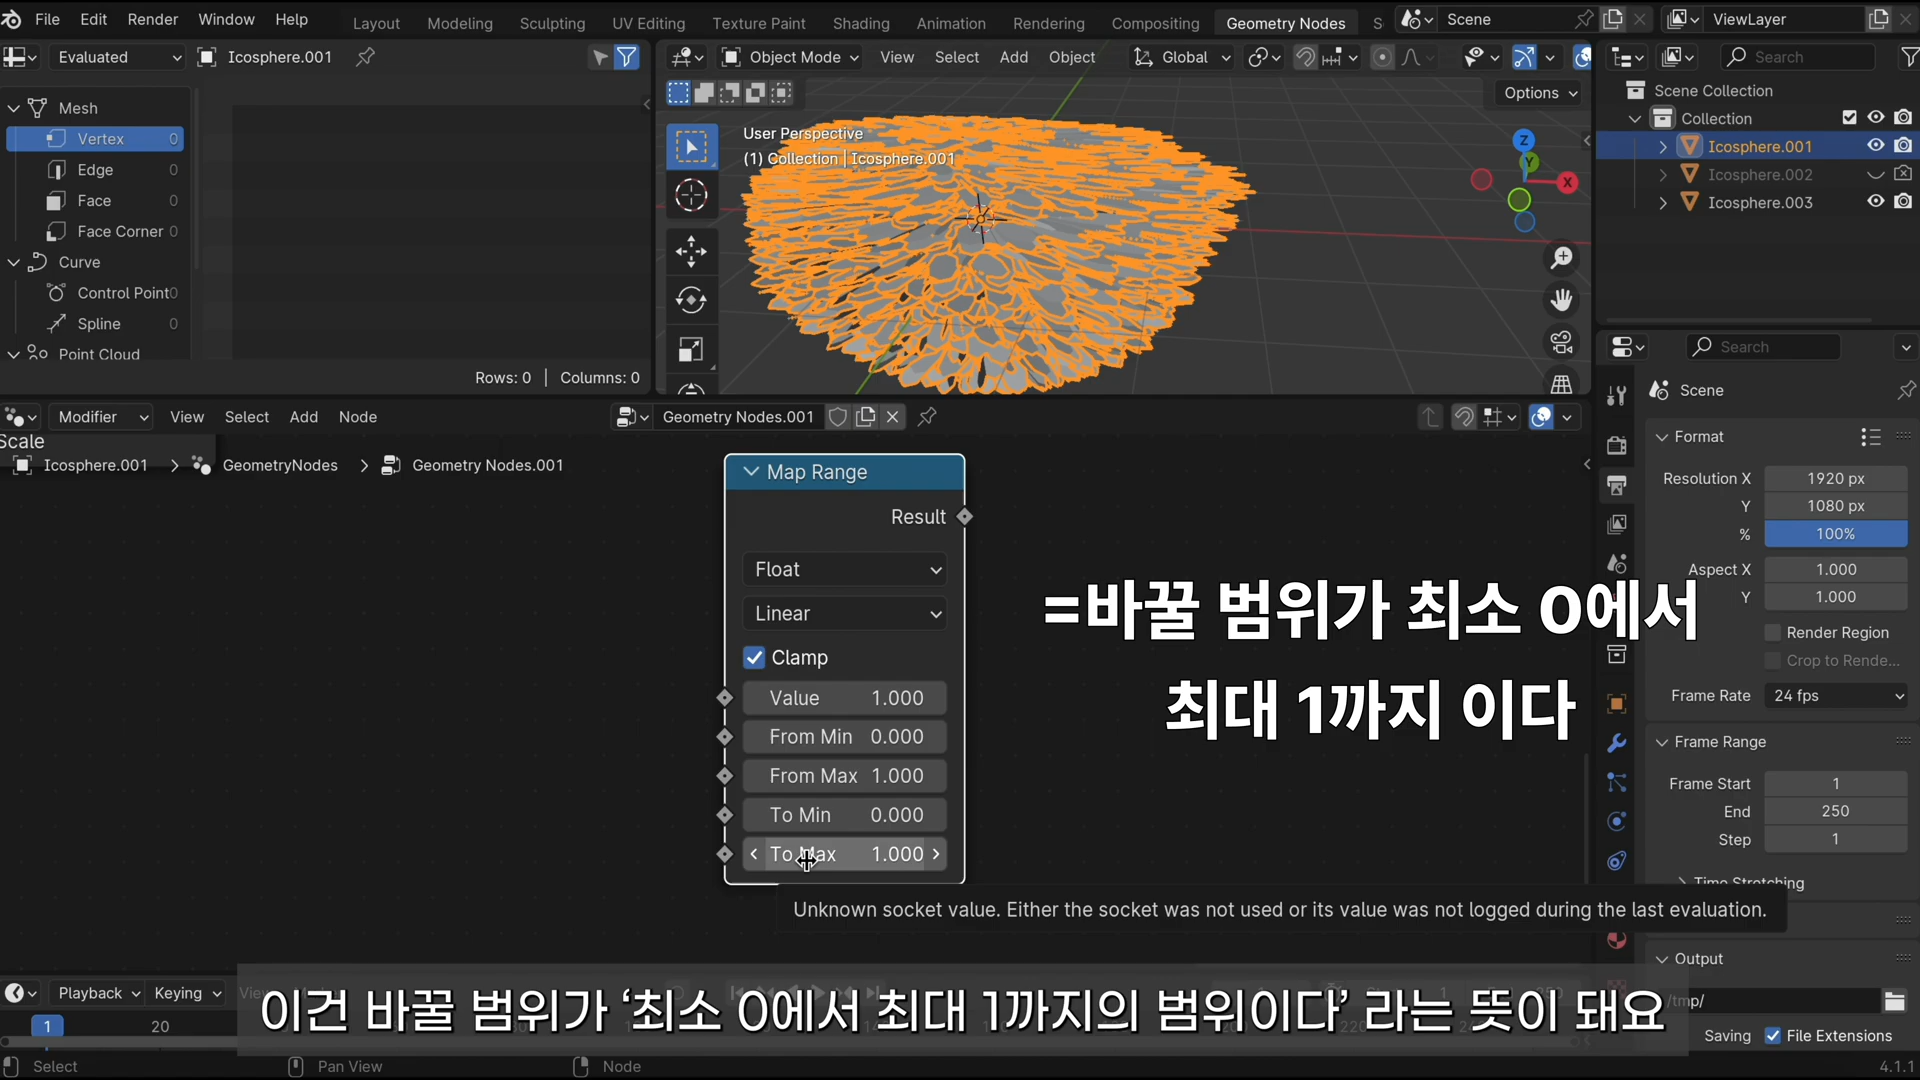 File Edit Render Window Help Layout Modeling Sculpting UV Editing Texture Paint Shading Animation Rendering Compositing Geometry Nodes S Scene ViewLayer
Evaluated Icosphere.001
Object Mode View Select Add Object Global
Search
Mesh
Vertex 0
Edge 0
Face 0
Face Corner 0
Curve
Control Point 0
Spline 0
Point Cloud
Rows: 0 Columns: 0
Options
User Perspective
(1) Collection | Icosphere.001
Z
Y
X
Scene Collection
Collection
Icosphere.001
Icosphere.002
Icosphere.003
Modifier View Select Add Node Geometry Nodes.001
Scale
Icosphere.001 > GeometryNodes > Geometry Nodes.001
Map Range
Result
Float
Linear
Clamp
Value 1.000
From Min 0.000
From Max 1.000
To Min 0.000
To Max 1.000
=바꿀 범위가 최소 0에서
최대 1까지 이다
Unknown socket value. Either the socket was not used or its value was not logged during the last evaluation.
Search
Scene
Format
Resolution X 1920 px
Y 1080 px
% 100%
Aspect X 1.000
Y 1.000
Render Region
Crop to Rende...
Frame Rate 24 fps
Frame Range
Frame Start 1
End 250
Step 1
Time Stretching
Output
/tmp/
Saving File Extensions
Playback Keying
1 20
이건 바꿀 범위가 ‘최소 0에서 최대 1까지의 범위이다’ 라는 뜻이 돼요
Select Pan View Node 4.1.1